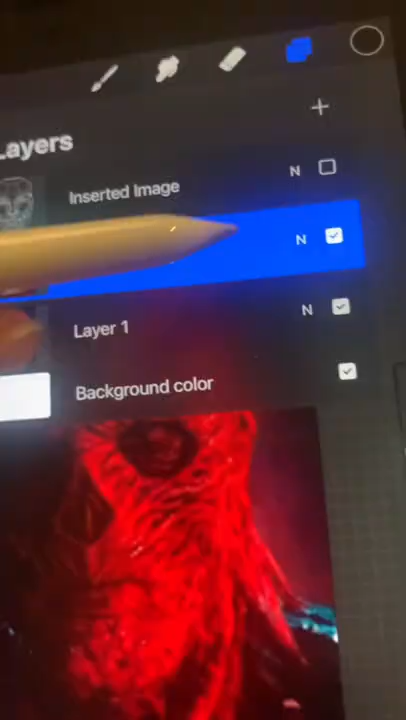 Layers
Inserted Image N
N
Layer 1 N
Background color